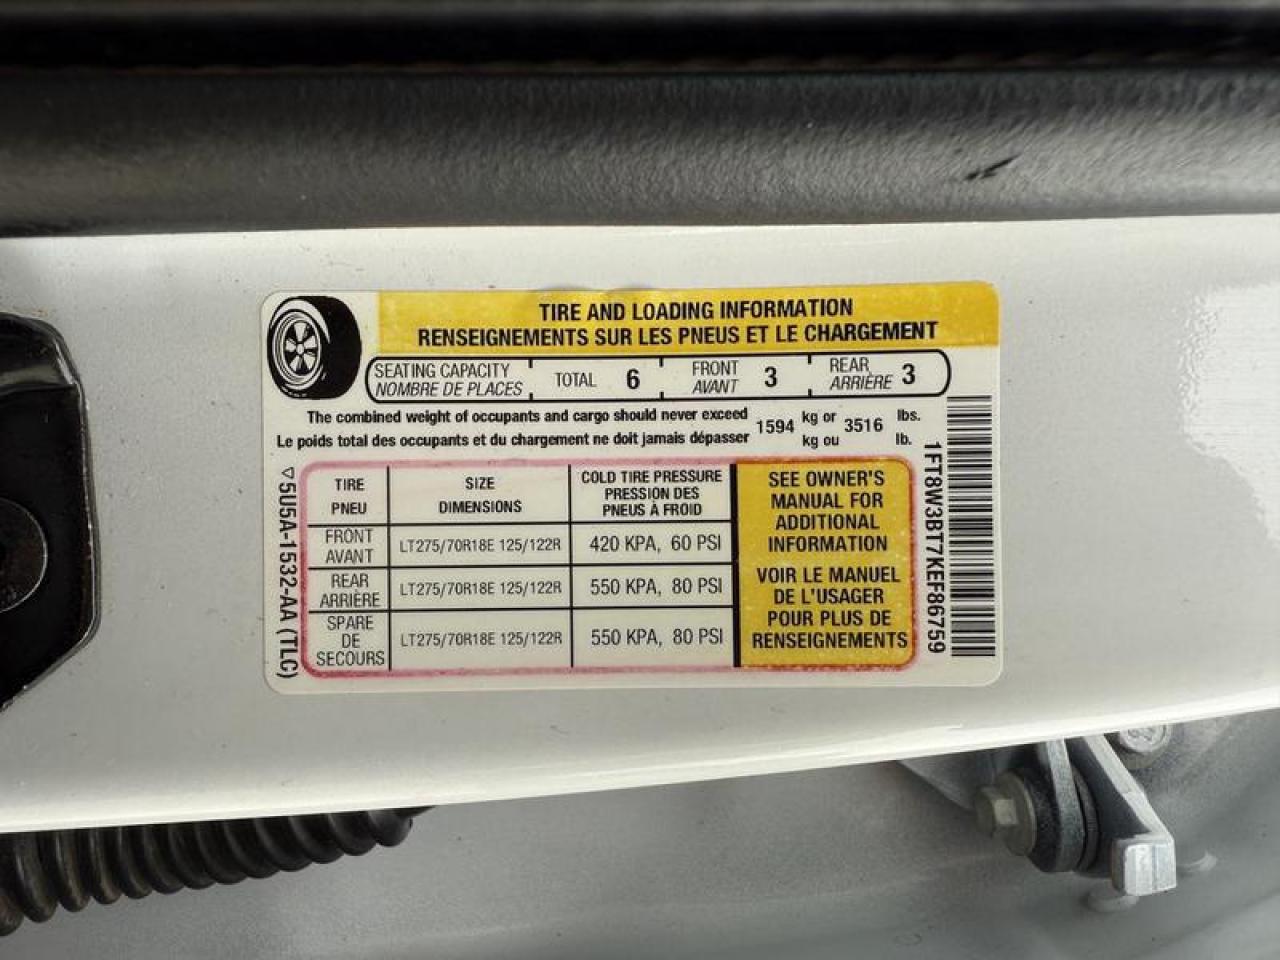 TIRE AND LOADING INFORMATION
RENSEIGNEMENTS SUR LES PNEUS ET LE CHARGEMENT
SEATING CAPACITY
NOMBRE DE PLACES
TOTAL 6
FRONT
AVANT 3
REAR
ARRIÈRE 3
The combined weight of occupants and cargo should never exceed
Le poids total des occupants et du chargement ne doit jamais dépasser
1594 kg or 3516 lbs.
kg ou lb.
TIRE
PNEU
SIZE
DIMENSIONS
COLD TIRE PRESSURE
PRESSION DES
PNEUS À FROID
FRONT
AVANT
LT275/70R18E 125/122R
420 KPA, 60 PSI
REAR
ARRIÈRE
LT275/70R18E 125/122R
550 KPA, 80 PSI
SPARE
DE
SECOURS
LT275/70R18E 125/122R
550 KPA, 80 PSI
SEE OWNER'S
MANUAL FOR
ADDITIONAL
INFORMATION
VOIR LE MANUEL
DE L'USAGER
POUR PLUS DE
RENSEIGNEMENTS
5U5A-1532-AA (TLC)
1FT8W3BT7KEF86759